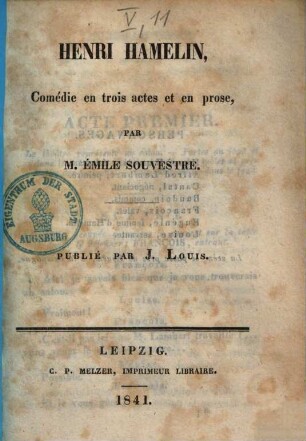 V, 11
HENRI HAMELIN,
Comédie en trois actes et en prose,
PAR
M. ÉMILE SOUVESTRE.
EIGENTUM DER STADT
AUGSBURG
PUBLIÉ PAR J. LOUIS.
LEIPZIG.
C. P. MELZER, IMPRIMEUR LIBRAIRE.
1841.